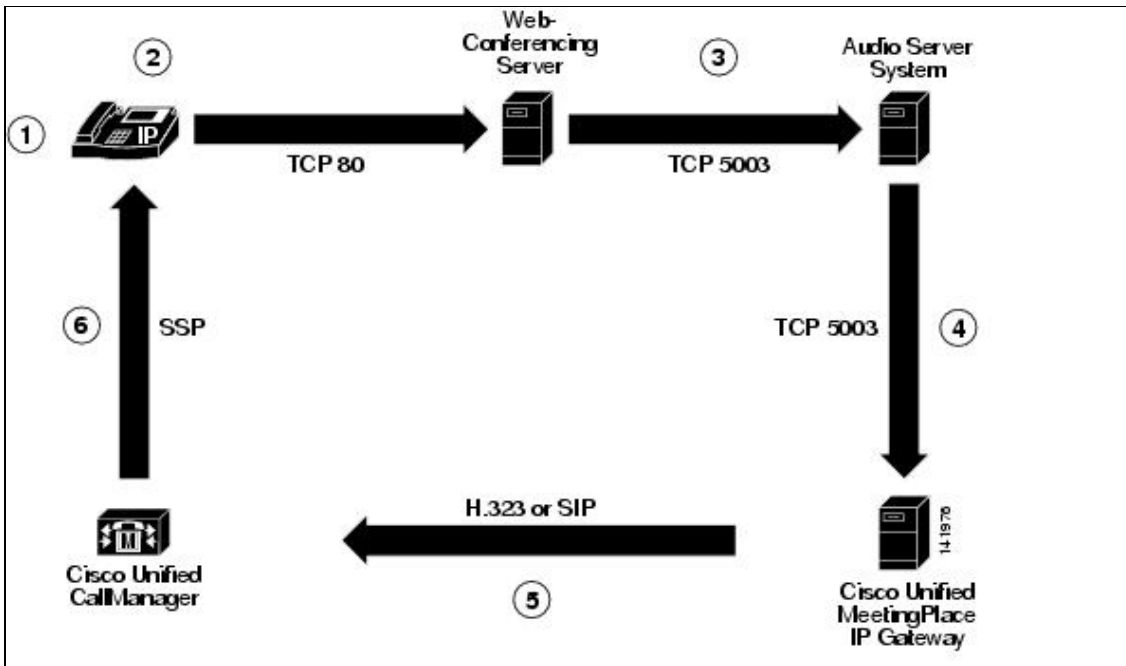 Web-
Conferencing
Server
Audio Server
System
2
3
1
IP
TCP 80
TCP 5003
6
SSP
TCP 5003
4
H.323 or SIP
M
141976
Cisco Unified
CallManager
5
Cisco Unified
MeetingPlace
IP Gateway